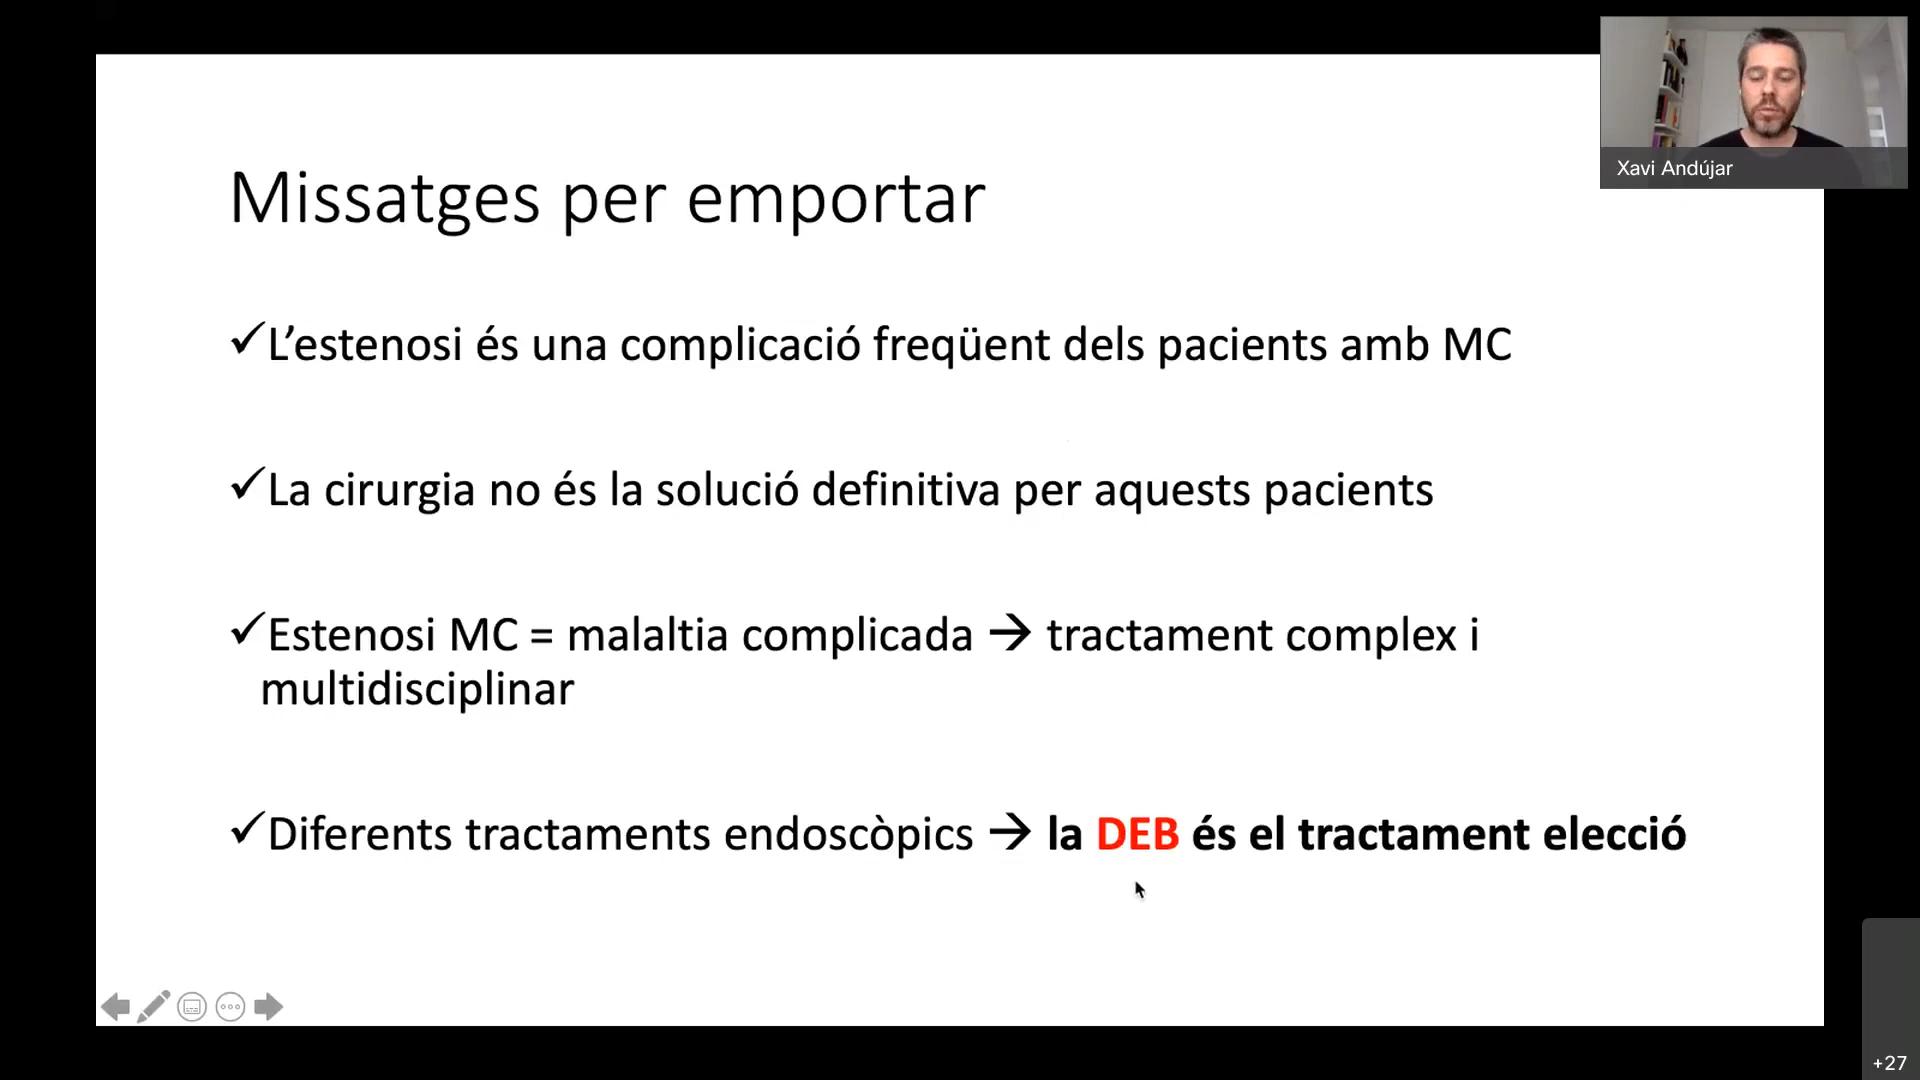 Xavi Andújar
Missatges per emportar
✓L’estenosi és una complicació freqüent dels pacients amb MC
✓La cirurgia no és la solució definitiva per aquests pacients
✓Estenosi MC = malaltia complicada → tractament complex i
multidisciplinar
✓Diferents tractaments endoscòpics → la DEB és el tractament elecció
+27